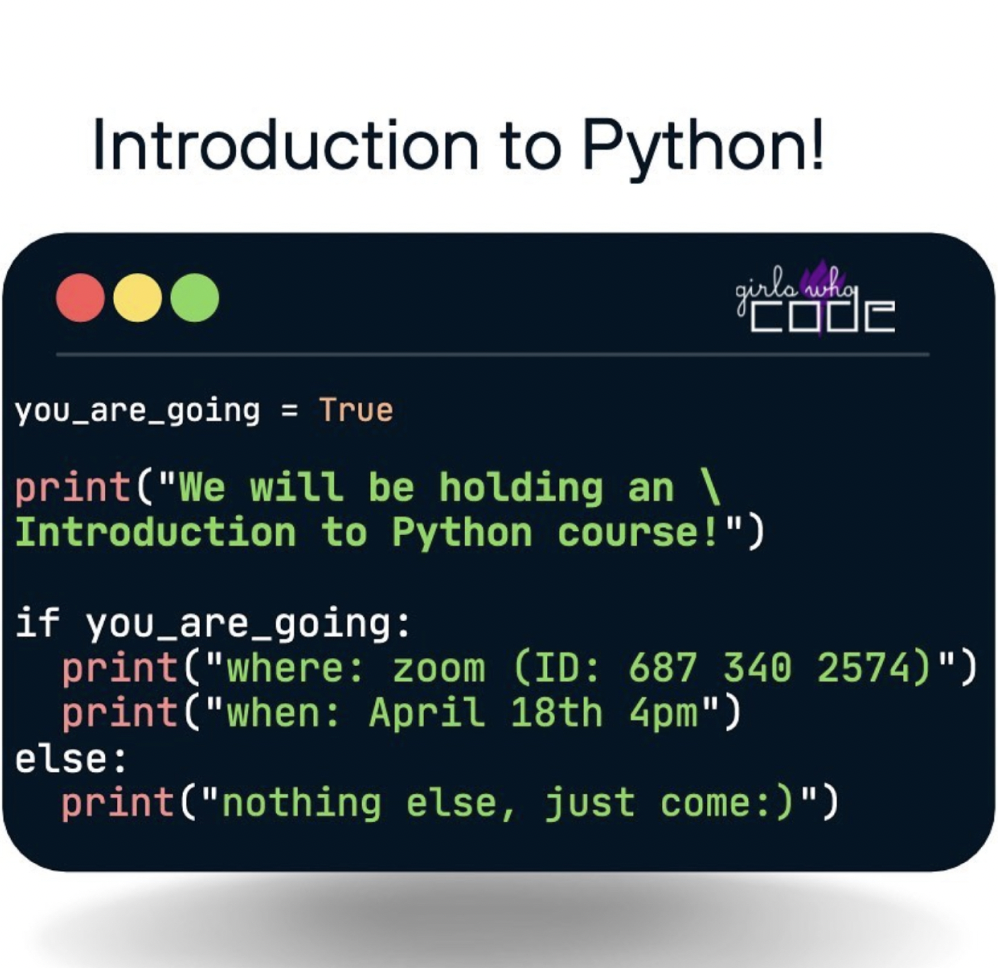 Introduction to Python!
girls who
CODE
you_are_going = True
print("We will be holding an \
Introduction to Python course!")
if you_are_going:
  print("where: zoom (ID: 687 340 2574)")
  print("when: April 18th 4pm")
else:
  print("nothing else, just come:)")